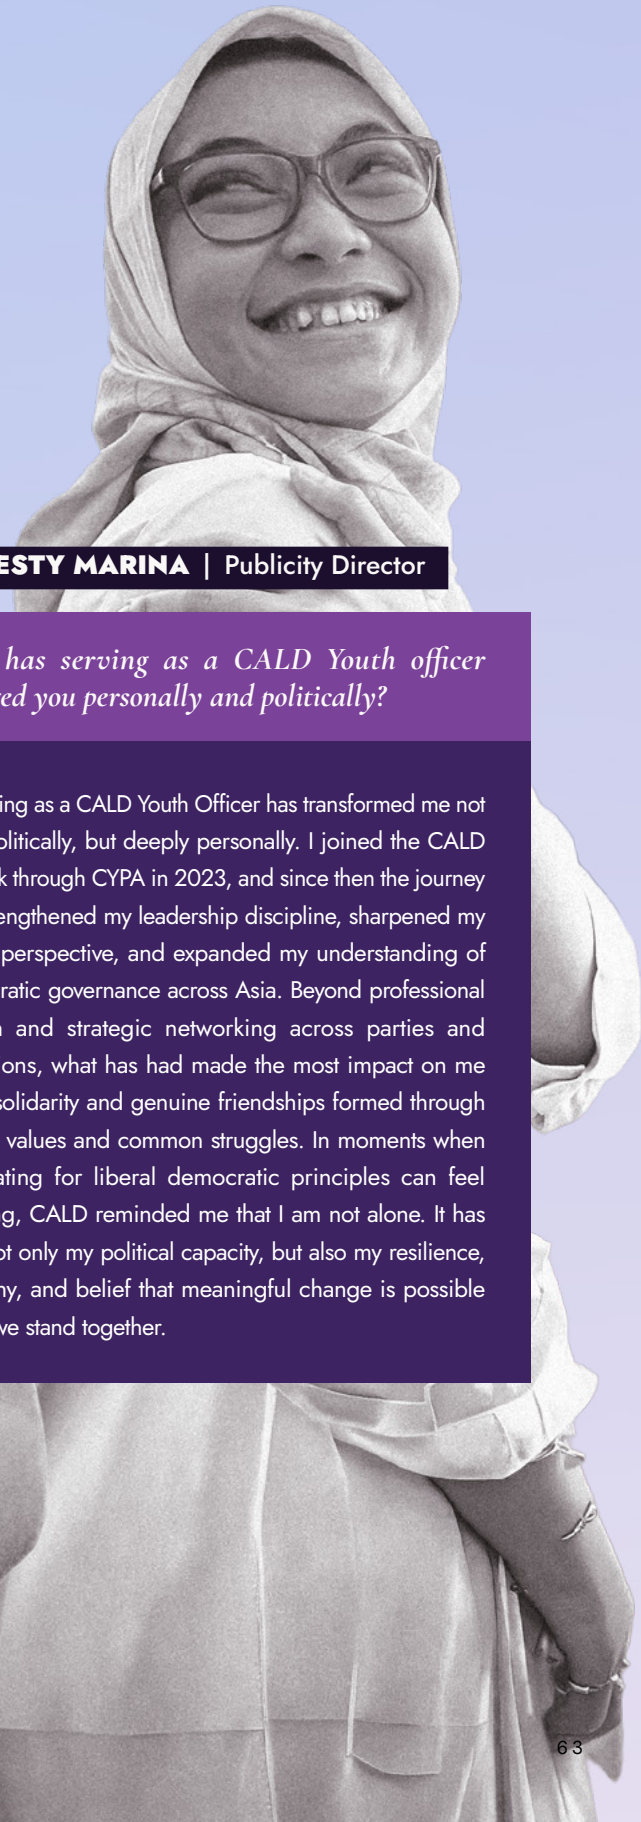 ESTY MARINA | Publicity Director
has serving as a CALD Youth officer
ed you personally and politically?
ing as a CALD Youth Officer has transformed me not
olitically, but deeply personally. I joined the CALD
k through CYPA in 2023, and since then the journey
engthened my leadership discipline, sharpened my
perspective, and expanded my understanding of
ratic governance across Asia. Beyond professional
and strategic networking across parties and
ons, what has had made the most impact on me
solidarity and genuine friendships formed through
values and common struggles. In moments when
ating for liberal democratic principles can feel
g, CALD reminded me that I am not alone. It has
ot only my political capacity, but also my resilience,
y, and belief that meaningful change is possible
ve stand together.
63